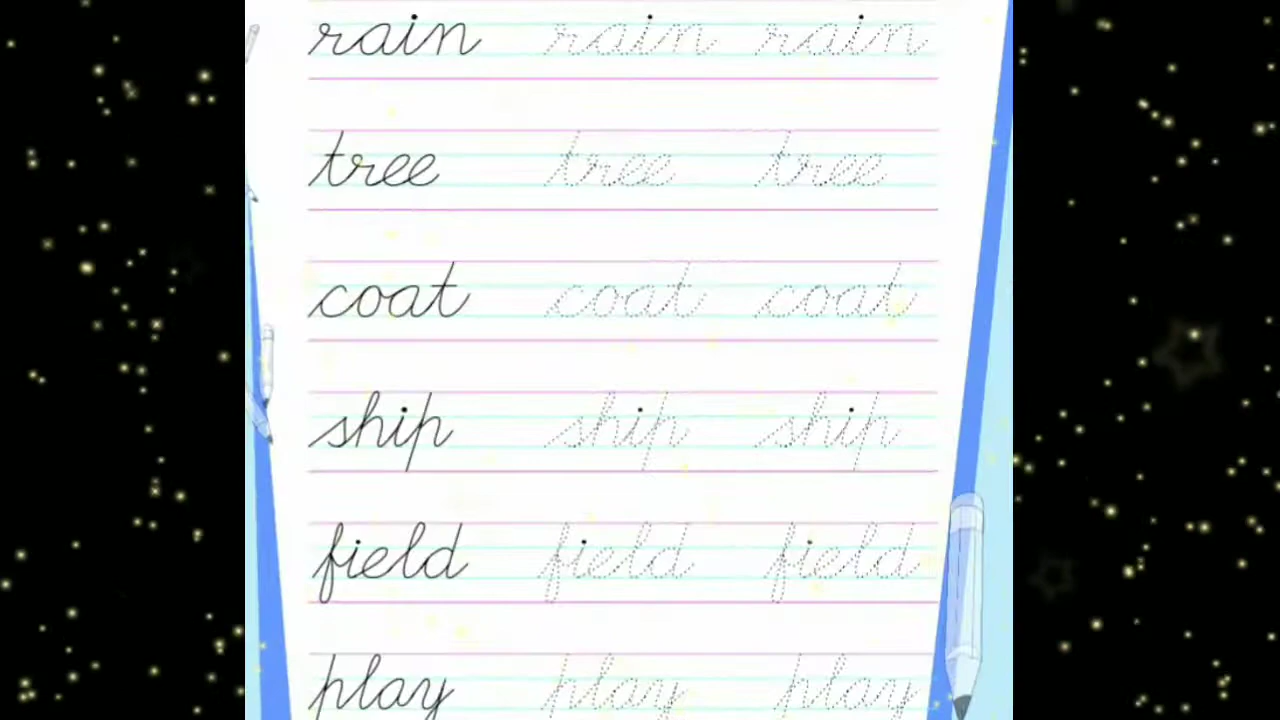 rain rain rain
tree tree tree
coat coat coat
ship ship ship
field field field
play play play